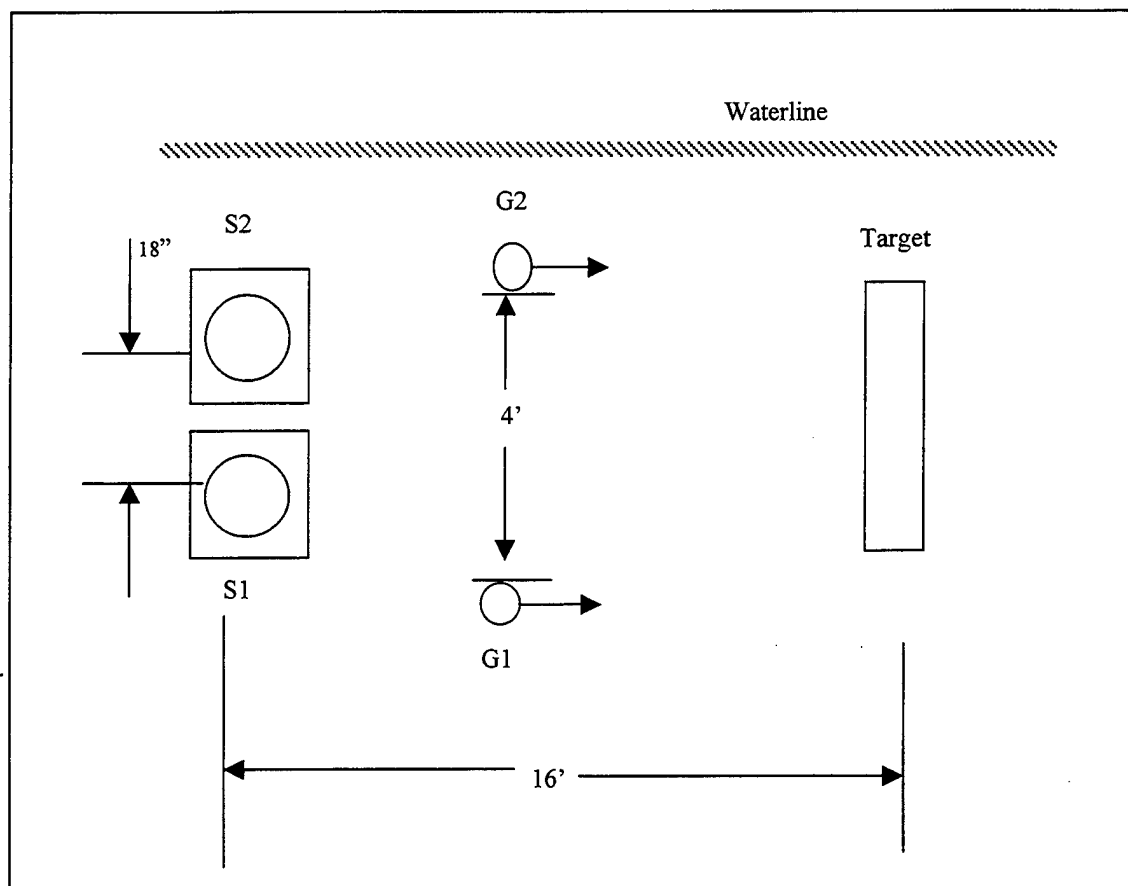 Waterline
G2
S2
18”
Target
4’
S1
G1
16’